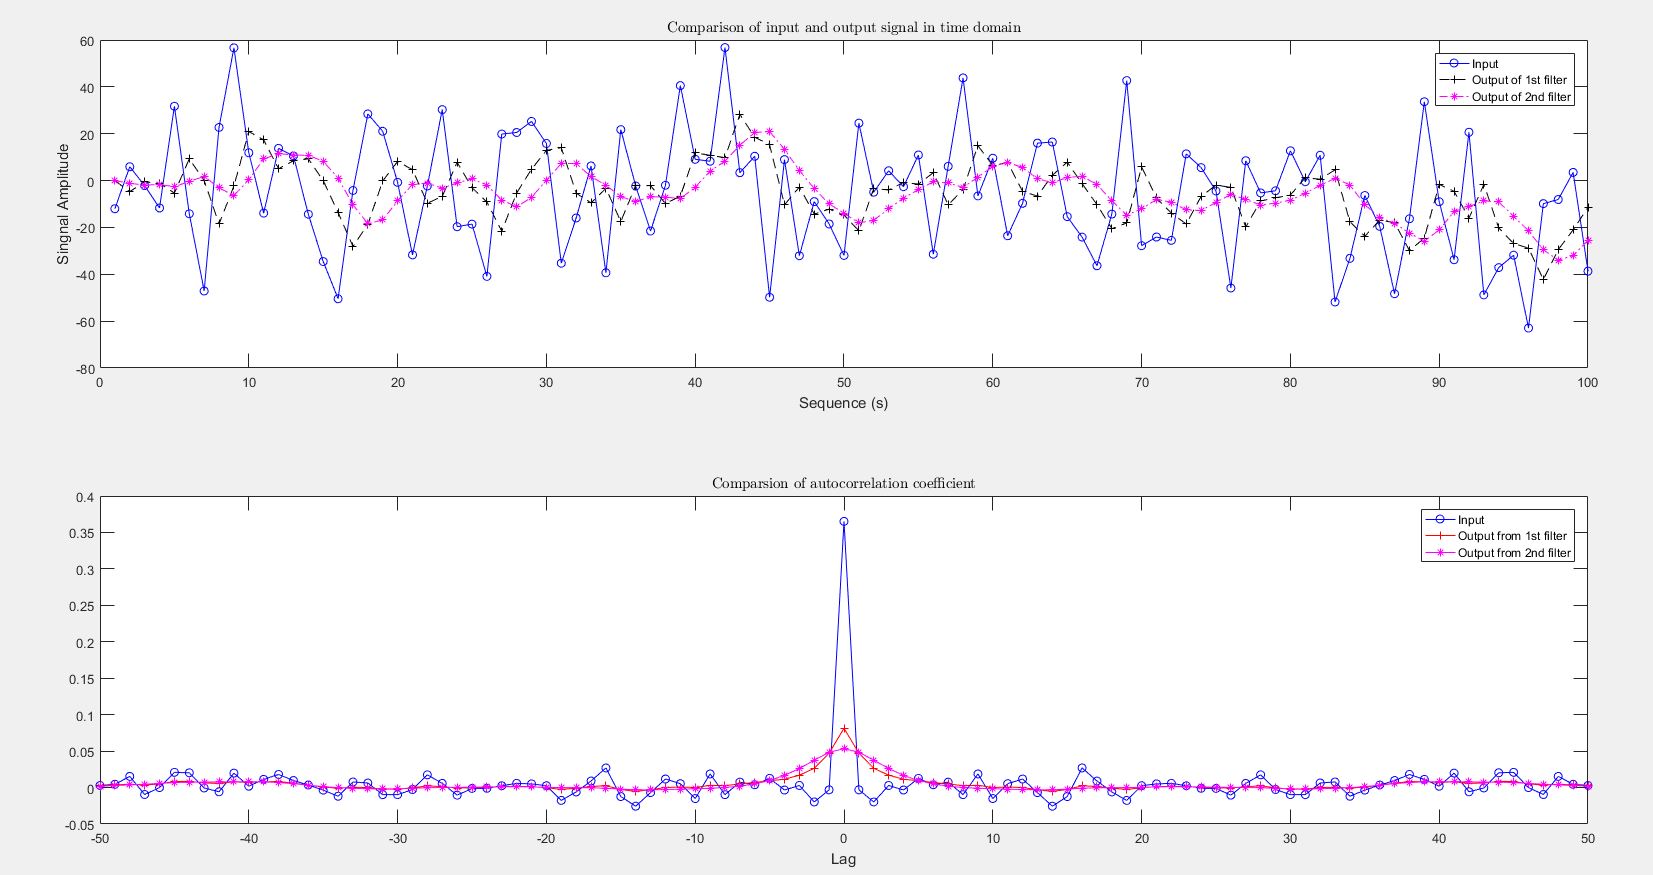 Comparison of input and output signal in time domain
60
40
20
0
-20
-40
-60
-80
Singnal Amplitude
Input
Output of 1st filter
Output of 2nd filter
0 10 20 30 40 50 60 70 80 90 100
Sequence (s)
Comparsion of autocorrelation coefficient
0.4
0.35
0.3
0.25
0.2
0.15
0.1
0.05
0
-0.05
Input
Output from 1st filter
Output from 2nd filter
-50 -40 -30 -20 -10 0 10 20 30 40 50
Lag